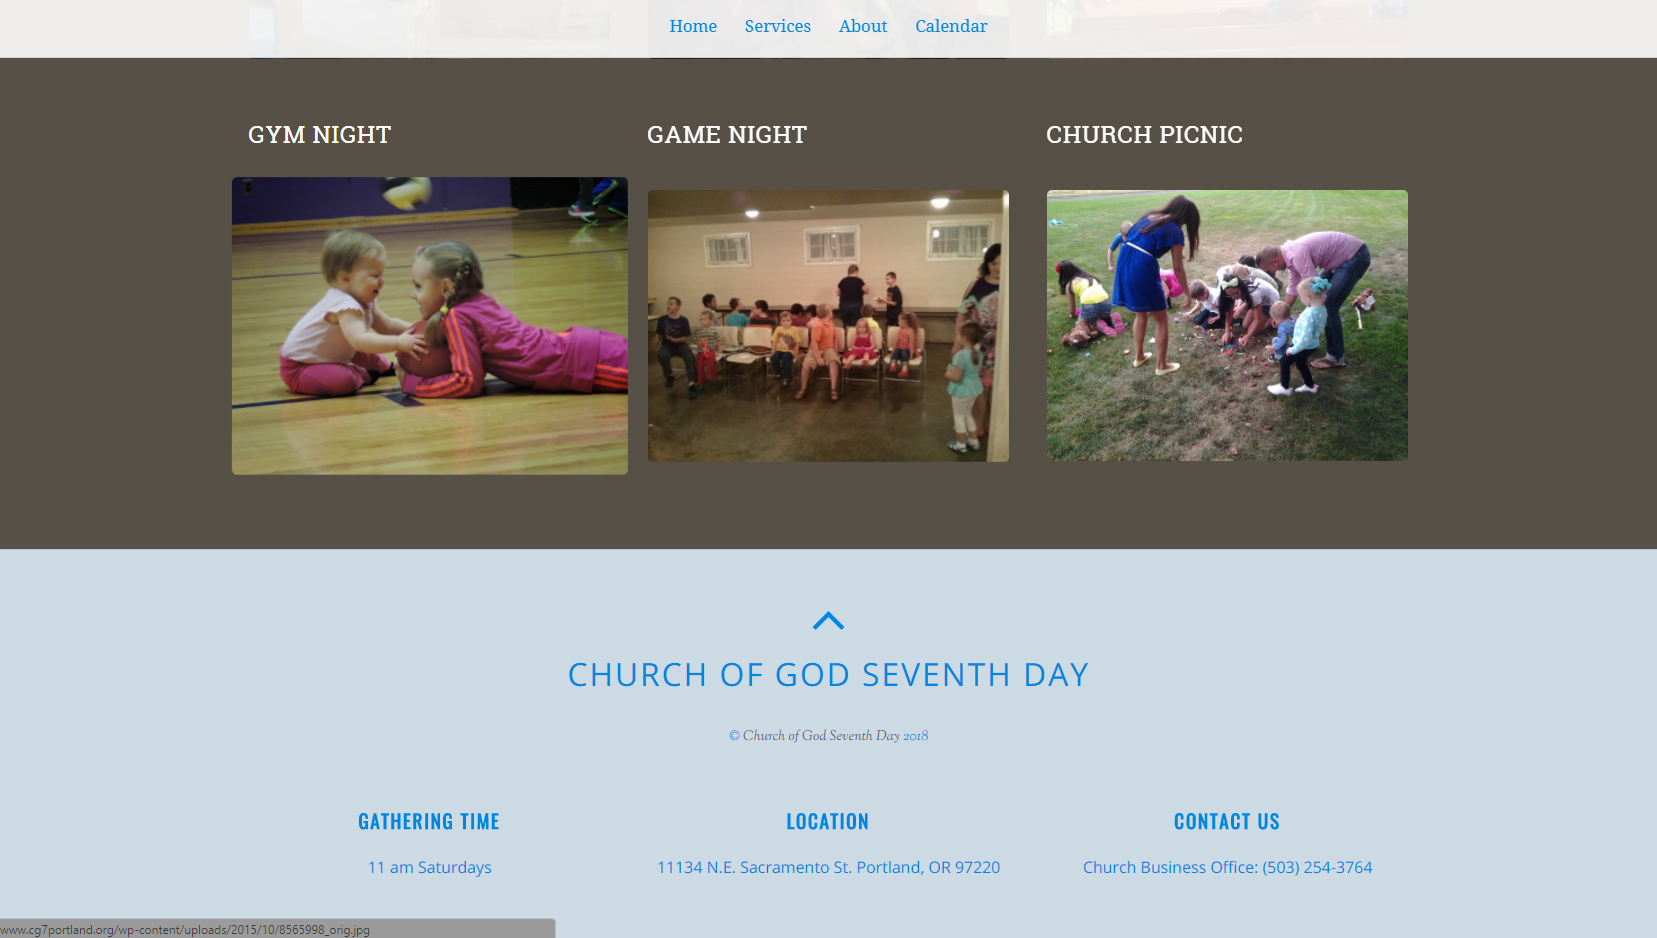 Home Services About Calendar
GYM NIGHT
GAME NIGHT
CHURCH PICNIC
CHURCH OF GOD SEVENTH DAY
© Church of God Seventh Day 2018
GATHERING TIME
11 am Saturdays
LOCATION
11134 N.E. Sacramento St. Portland, OR 97220
CONTACT US
Church Business Office: (503) 254-3764
www.cg7portland.org/wp-content/uploads/2015/10/8565998_orig.jpg